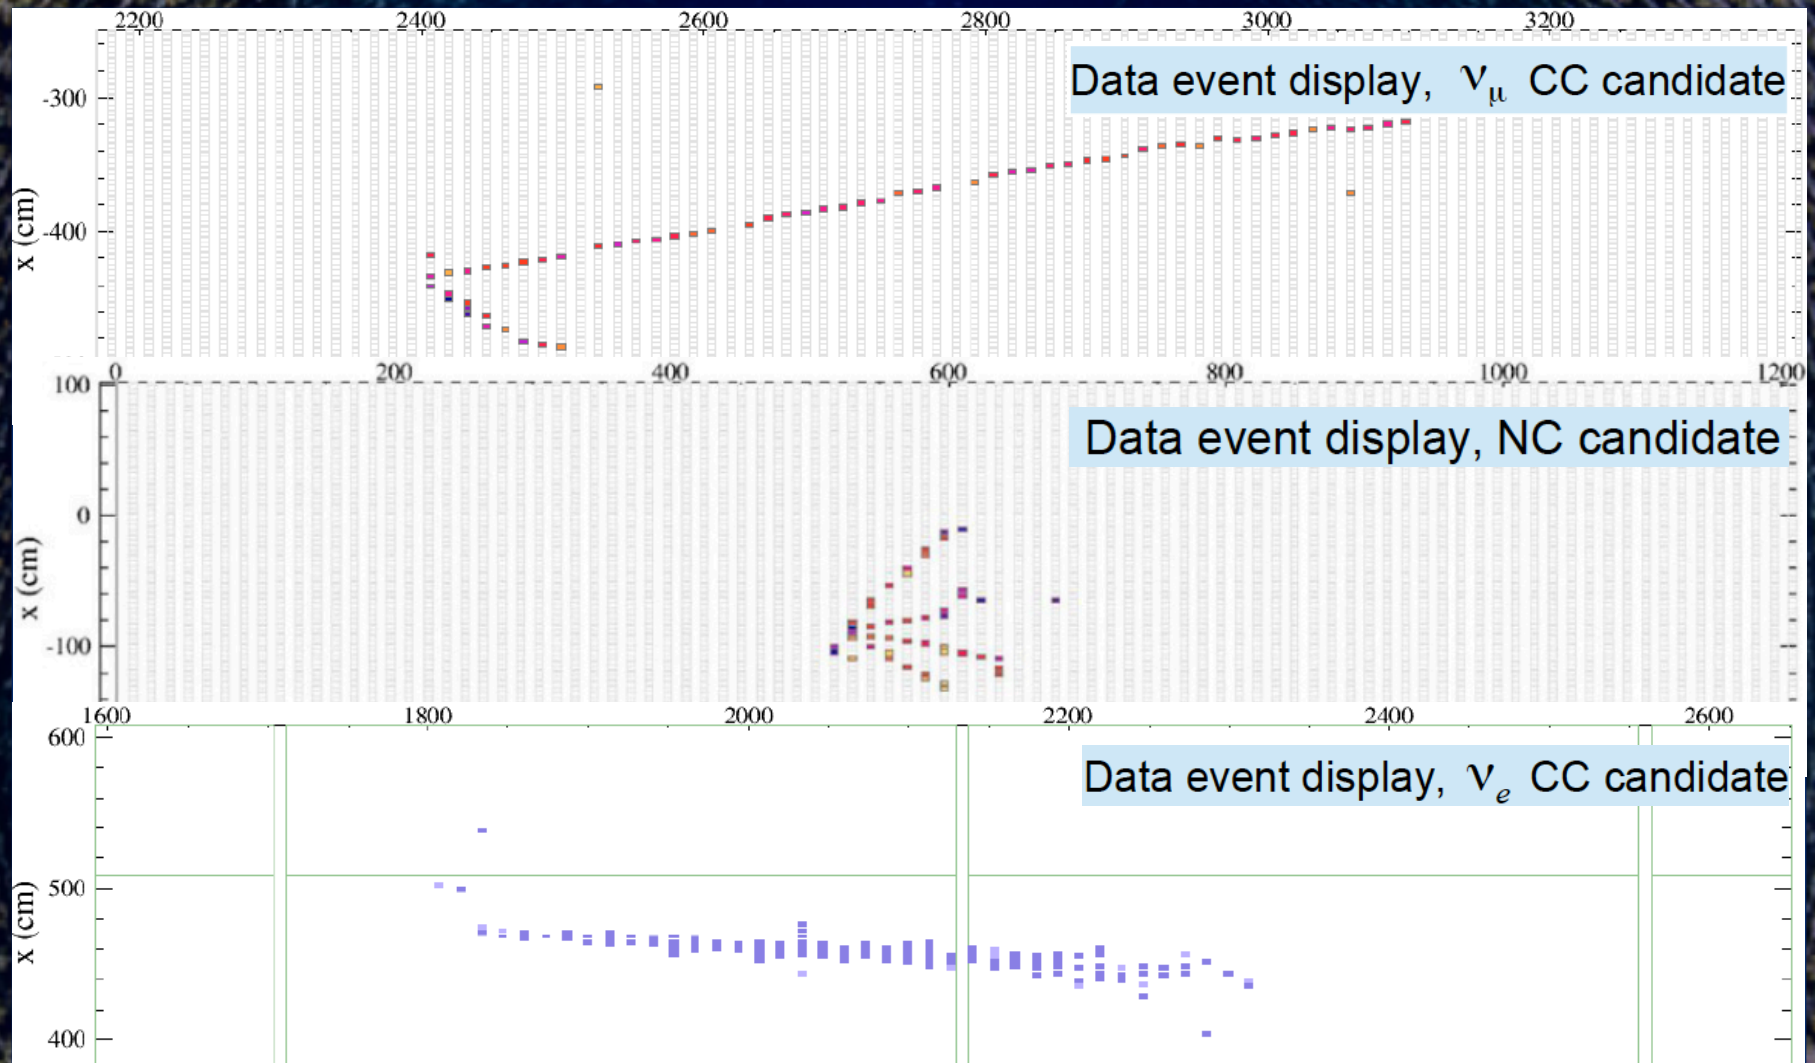 2200 2400 2600 2800 3000 3200
Data event display, νμ CC candidate
-300
-400
x (cm)
0 200 400 600 800 1000 1200
100
Data event display, NC candidate
0
-100
x (cm)
1600 1800 2000 2200 2400 2600
600
Data event display, νe CC candidate
500
400
x (cm)